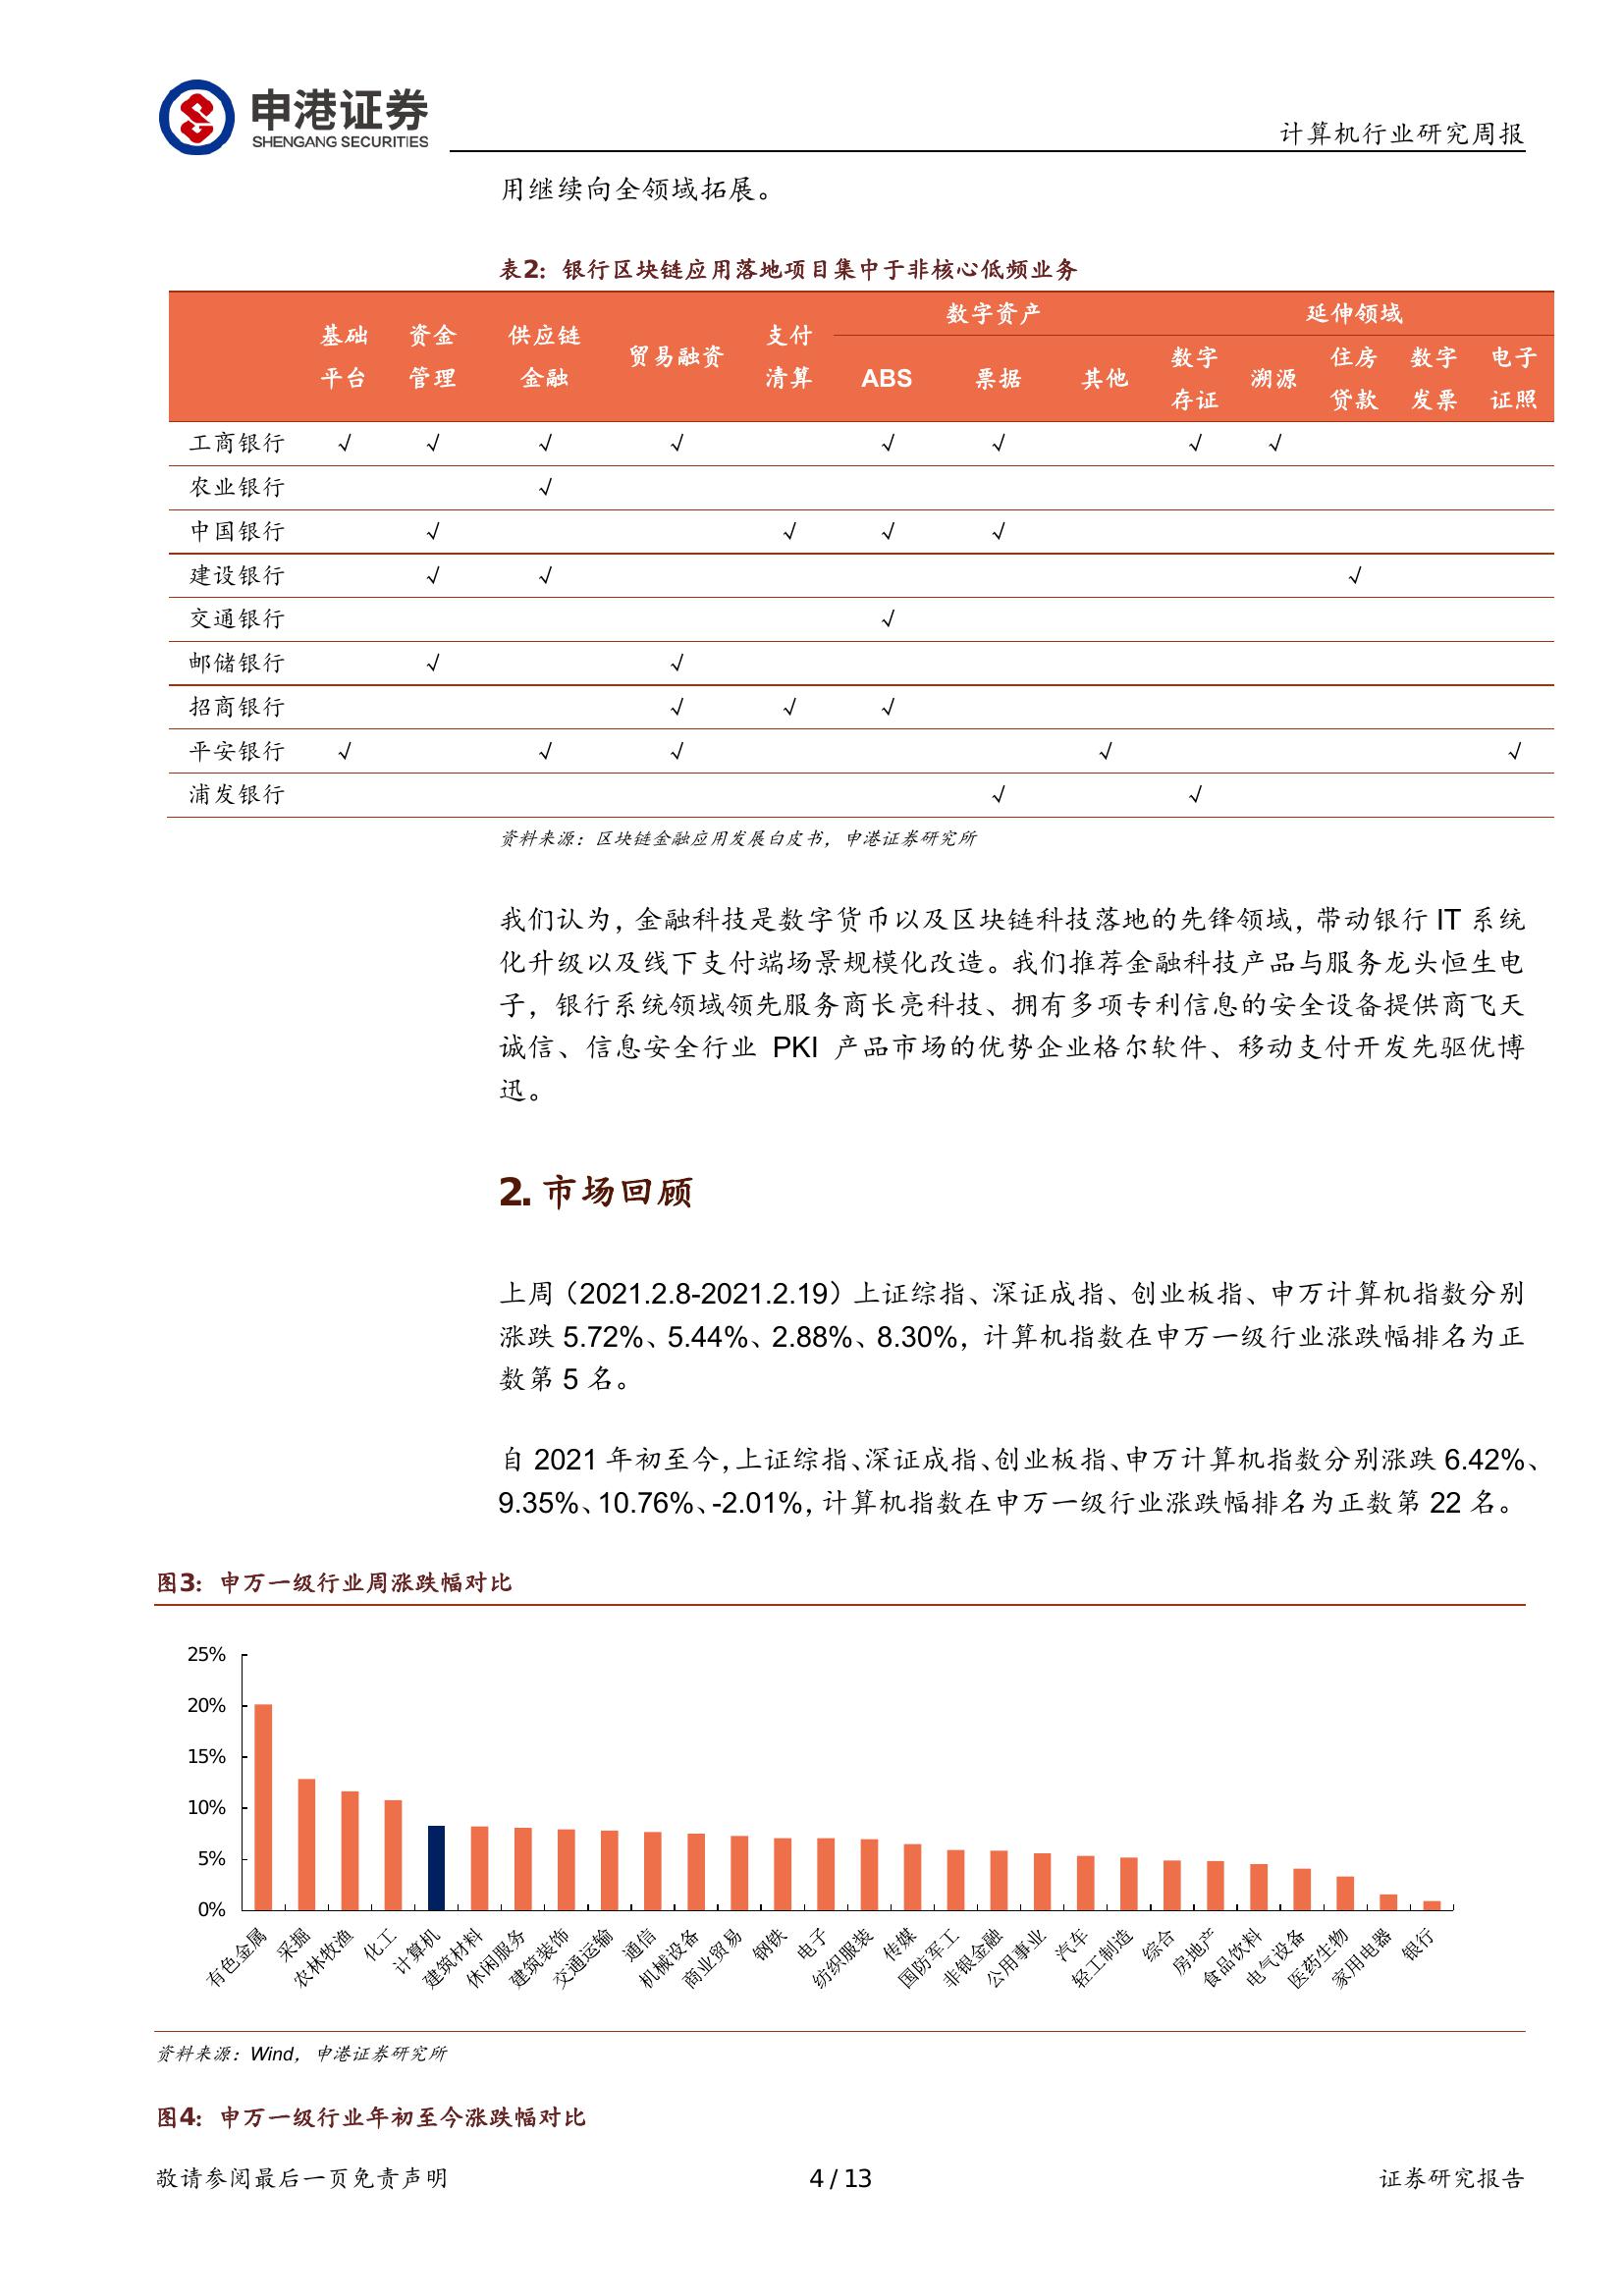 申港证券
SHENGANG SECURITIES
计算机行业研究周报
用继续向全领域拓展。
表2：银行区块链应用落地项目集中于非核心低频业务
数字资产 延伸领域
基础平台 资金管理 供应链金融 贸易融资 支付清算 ABS 票据 其他 数字存证 溯源 住房贷款 数字发票 电子证照
工商银行 √ √ √ √ √ √ √ √
农业银行 √
中国银行 √ √ √ √
建设银行 √ √ √
交通银行 √
邮储银行 √ √
招商银行 √ √ √
平安银行 √ √ √ √ √
浦发银行 √ √
资料来源：区块链金融应用发展白皮书，申港证券研究所
我们认为，金融科技是数字货币以及区块链科技落地的先锋领域，带动银行 IT 系统
化升级以及线下支付端场景规模化改造。我们推荐金融科技产品与服务龙头恒生电
子，银行系统领域领先服务商长亮科技、拥有多项专利信息的安全设备提供商飞天
诚信、信息安全行业 PKI 产品市场的优势企业格尔软件、移动支付开发先驱优博
迅。
2. 市场回顾
上周（2021.2.8-2021.2.19）上证综指、深证成指、创业板指、申万计算机指数分别
涨跌 5.72%、5.44%、2.88%、8.30%，计算机指数在申万一级行业涨跌幅排名为正
数第 5 名。
自 2021 年初至今，上证综指、深证成指、创业板指、申万计算机指数分别涨跌 6.42%、
9.35%、10.76%、-2.01%，计算机指数在申万一级行业涨跌幅排名为正数第 22 名。
图3：申万一级行业周涨跌幅对比
25%
20%
15%
10%
5%
0%
有色金属 采掘 农林牧渔 化工 计算机 建筑材料 休闲服务 建筑装饰 交通运输 通信 机械设备 商业贸易 钢铁 电子 纺织服装 传媒 国防军工 非银金融 公用事业 汽车 轻工制造 综合 房地产 食品饮料 电气设备 医药生物 家用电器 银行
资料来源：Wind，申港证券研究所
图4：申万一级行业年初至今涨跌幅对比
敬请参阅最后一页免责声明 4 / 13 证券研究报告